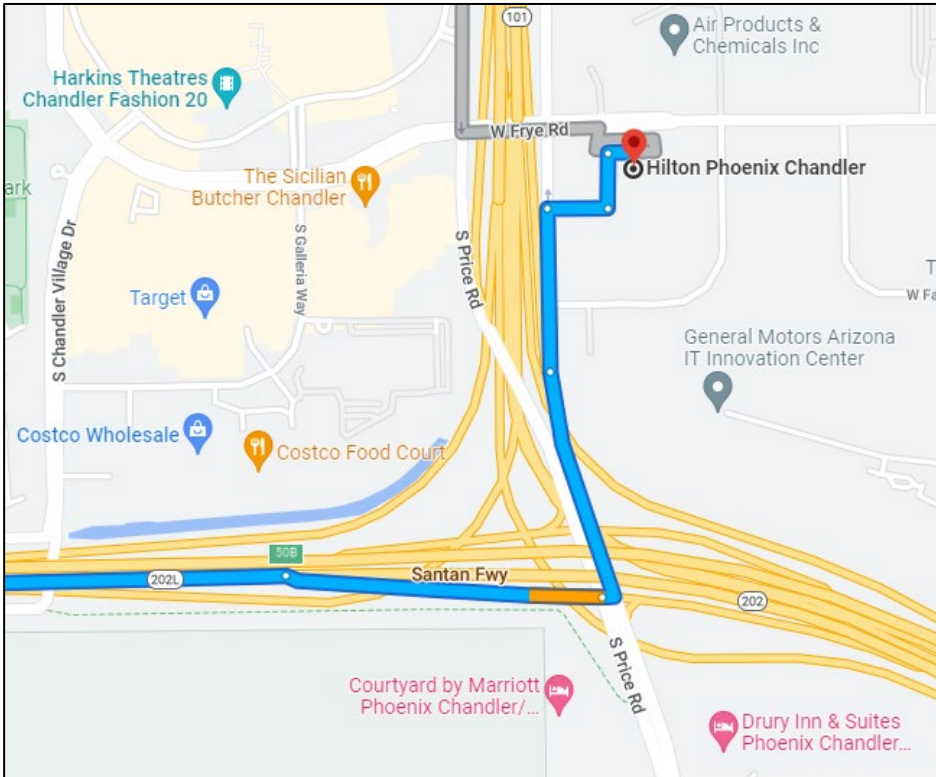 101
Air Products &
Chemicals Inc
Harkins Theatres
Chandler Fashion 20
W Frye Rd
Hilton Phoenix Chandler
ark
The Sicilian
Butcher Chandler
S Galleria Way
S Price Rd
S Chandler Village Dr
Target
T
W Fa
General Motors Arizona
IT Innovation Center
Costco Wholesale
Costco Food Court
50B
202L
Santan Fwy
202
S Price Rd
Courtyard by Marriott
Phoenix Chandler/...
Drury Inn & Suites
Phoenix Chandler...